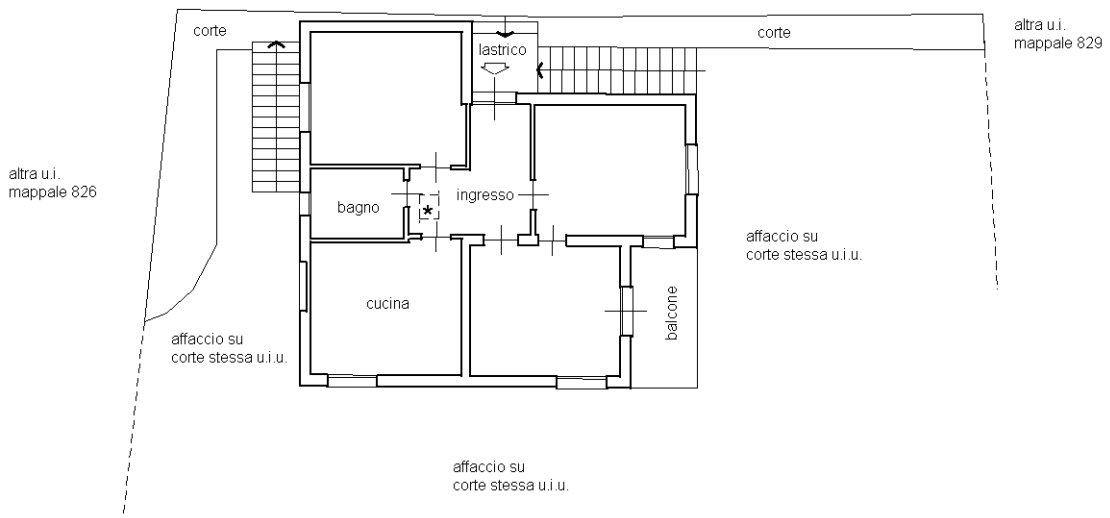 corte
corte
altra u.i.
mappale 829
lastrico
altra u.i.
mappale 826
bagno
ingresso
*
affaccio su
corte stessa u.i.u.
cucina
balcone
affaccio su
corte stessa u.i.u.
affaccio su
corte stessa u.i.u.